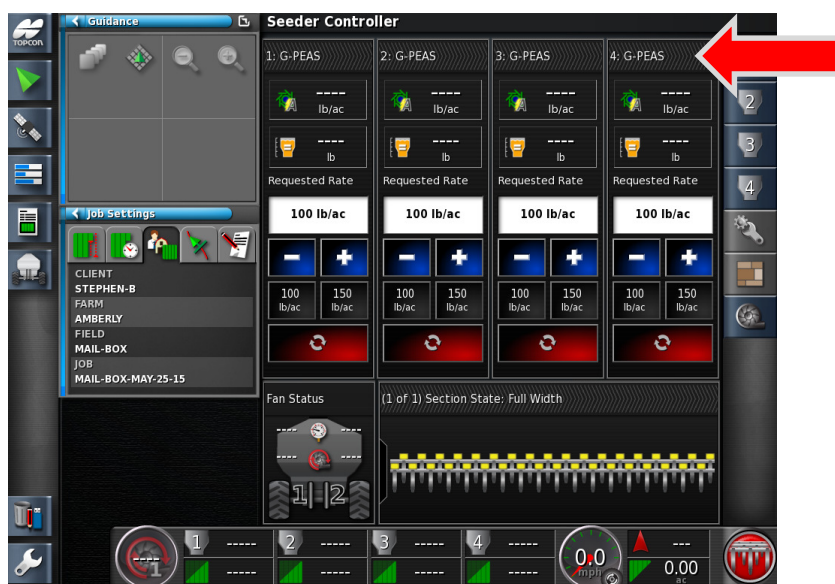 TOPCON
Guidance
Seeder Controller
1: G-PEAS
2: G-PEAS
3: G-PEAS
4: G-PEAS
---- lb/ac
---- lb/ac
---- lb/ac
---- lb/ac
---- lb
---- lb
---- lb
---- lb
Requested Rate
Requested Rate
Requested Rate
Requested Rate
100 lb/ac
100 lb/ac
100 lb/ac
100 lb/ac
100 lb/ac
150 lb/ac
100 lb/ac
150 lb/ac
100 lb/ac
150 lb/ac
100 lb/ac
150 lb/ac
2
3
4
Job Settings
CLIENT
STEPHEN-B
FARM
AMBERLY
FIELD
MAIL-BOX
JOB
MAIL-BOX-MAY-25-15
Fan Status
---- ----
---- ----
1 2
(1 of 1) Section State: Full Width
---- 1
1 -----
-----
2 -----
-----
3 -----
-----
4 -----
-----
0.0
mph
---
0.00
ac